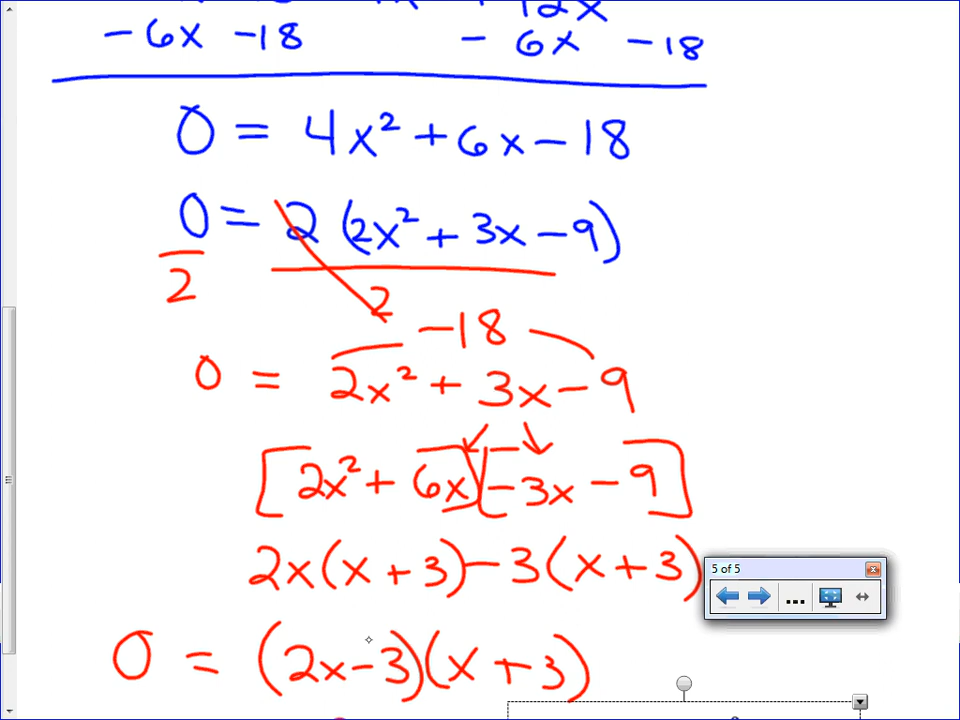 12x
- 6x - 18 - 6x - 18
0 = 4x² + 6x - 18
0 = 2 (2x² + 3x - 9)
2 2
-18
0 = 2x² + 3x - 9
[2x² + 6x) (- 3x - 9]
2x(x + 3) - 3(x + 3)
5 of 5
...
0 = (2x - 3)(x + 3)